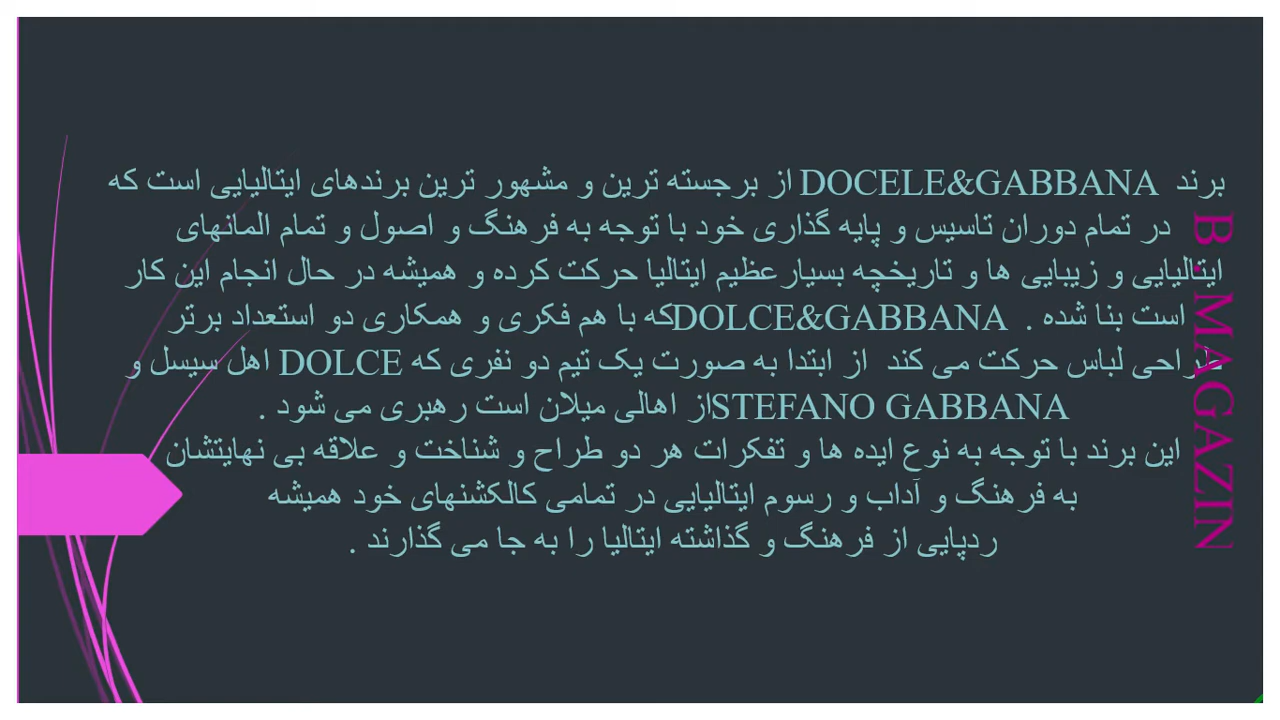 برند DOCELE&GABBANA از برجسته ترین و مشهور ترین برندهای ایتالیایی است که
در تمام دوران تاسیس و پایه گذاری خود با توجه به فرهنگ و اصول و تمام المانهای
ایتالیایی و زیبایی ها و تاریخچه بسیارعظیم ایتالیا حرکت کرده و همیشه در حال انجام این کار
است بنا شده . DOLCE&GABBANAکه با هم فکری و همکاری دو استعداد برتر
طراحی لباس حرکت می کند از ابتدا به صورت یک تیم دو نفری که DOLCE اهل سیسل و
STEFANO GABBANAاز اهالی میلان است رهبری می شود .
این برند با توجه به نوع ایده ها و تفکرات هر دو طراح و شناخت و علاقه بی نهایتشان
به فرهنگ و آداب و رسوم ایتالیایی در تمامی کالکشنهای خود همیشه
ردپایی از فرهنگ و گذاشته ایتالیا را به جا می گذارند .
B. MAGAZIN